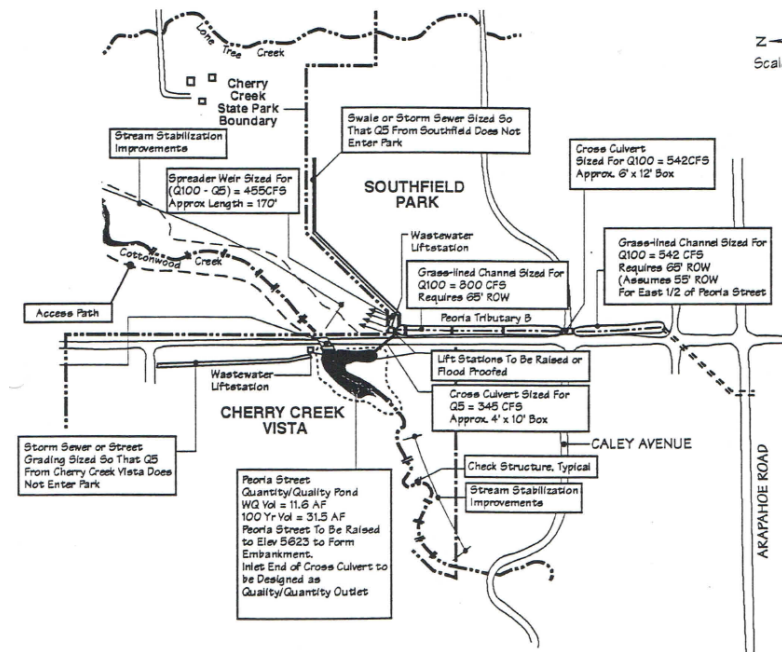 Lone Tree Creek
Z
Scal
Cherry
Creek
State Park
Boundary
Stream Stabilization
Improvements
Swale or Storm Sewer Sized So
That Q5 From Southfield Does Not
Enter Park
Cross Culvert
Sized For Q100 = 542CFS
Approx. 6' x 12' Box
Spreader Weir Sized For
(Q100 - Q5) = 455CFS
Approx Length = 170'
SOUTHFIELD
PARK
Wastewater
Liftstation
Grass-lined Channel Sized For
Q100 = 542 CFS
Requires 65' ROW
(Assumes 55' ROW
For East 1/2 of Peoria Street
Cottonwood Creek
Grass-lined Channel Sized For
Q100 = 800 CFS
Requires 65' ROW
Access Path
Peoria Tributary B
Wastewater
Liftstation
Lift Stations To Be Raised or
Flood Proofed
CHERRY CREEK
VISTA
Cross Culvert Sized For
Q5 = 345 CFS
Approx. 4' x 10' Box
Storm Sewer or Street
Grading Sized So That Q5
From Cherry Creek Vista Does
Not Enter Park
CALEY AVENUE
Check Structure, Typical
Peoria Street
Quantity/Quality Pond
WQ Vol = 11.6 AF
100 Yr Vol = 31.5 AF
Peoria Street To Be Raised
to Elev 5623 to Form
Embankment.
Inlet End of Cross Culvert to
be Designed as
Quality/Quantity Outlet
Stream Stabilization
Improvements
ARAPAHOE ROAD